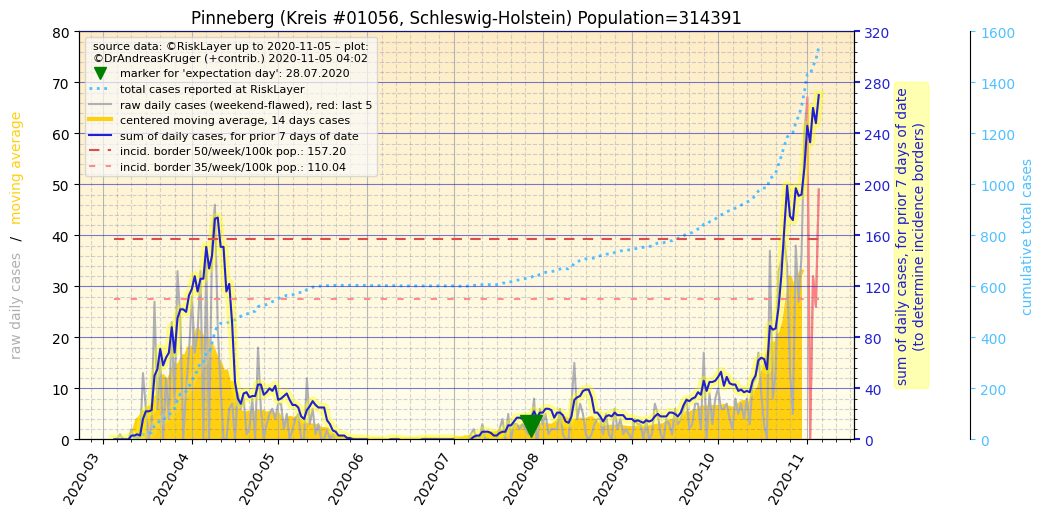 Pinneberg (Kreis #01056, Schleswig-Holstein) Population=314391
source data: ©RiskLayer up to 2020-11-05 – plot:
©DrAndreasKruger (+contrib.) 2020-11-05 04:02
marker for 'expectation day': 28.07.2020
total cases reported at RiskLayer
raw daily cases (weekend-flawed), red: last 5
centered moving average, 14 days cases
sum of daily cases, for prior 7 days of date
incid. border 50/week/100k pop.: 157.20
incid. border 35/week/100k pop.: 110.04
raw daily cases / moving average
80
70
60
50
40
30
20
10
0
320
280
240
200
160
120
80
40
0
sum of daily cases, for prior 7 days of date
(to determine incidence borders)
1600
1400
1200
1000
800
600
400
200
0
cumulative total cases
2020-03
2020-04
2020-05
2020-06
2020-07
2020-08
2020-09
2020-10
2020-11